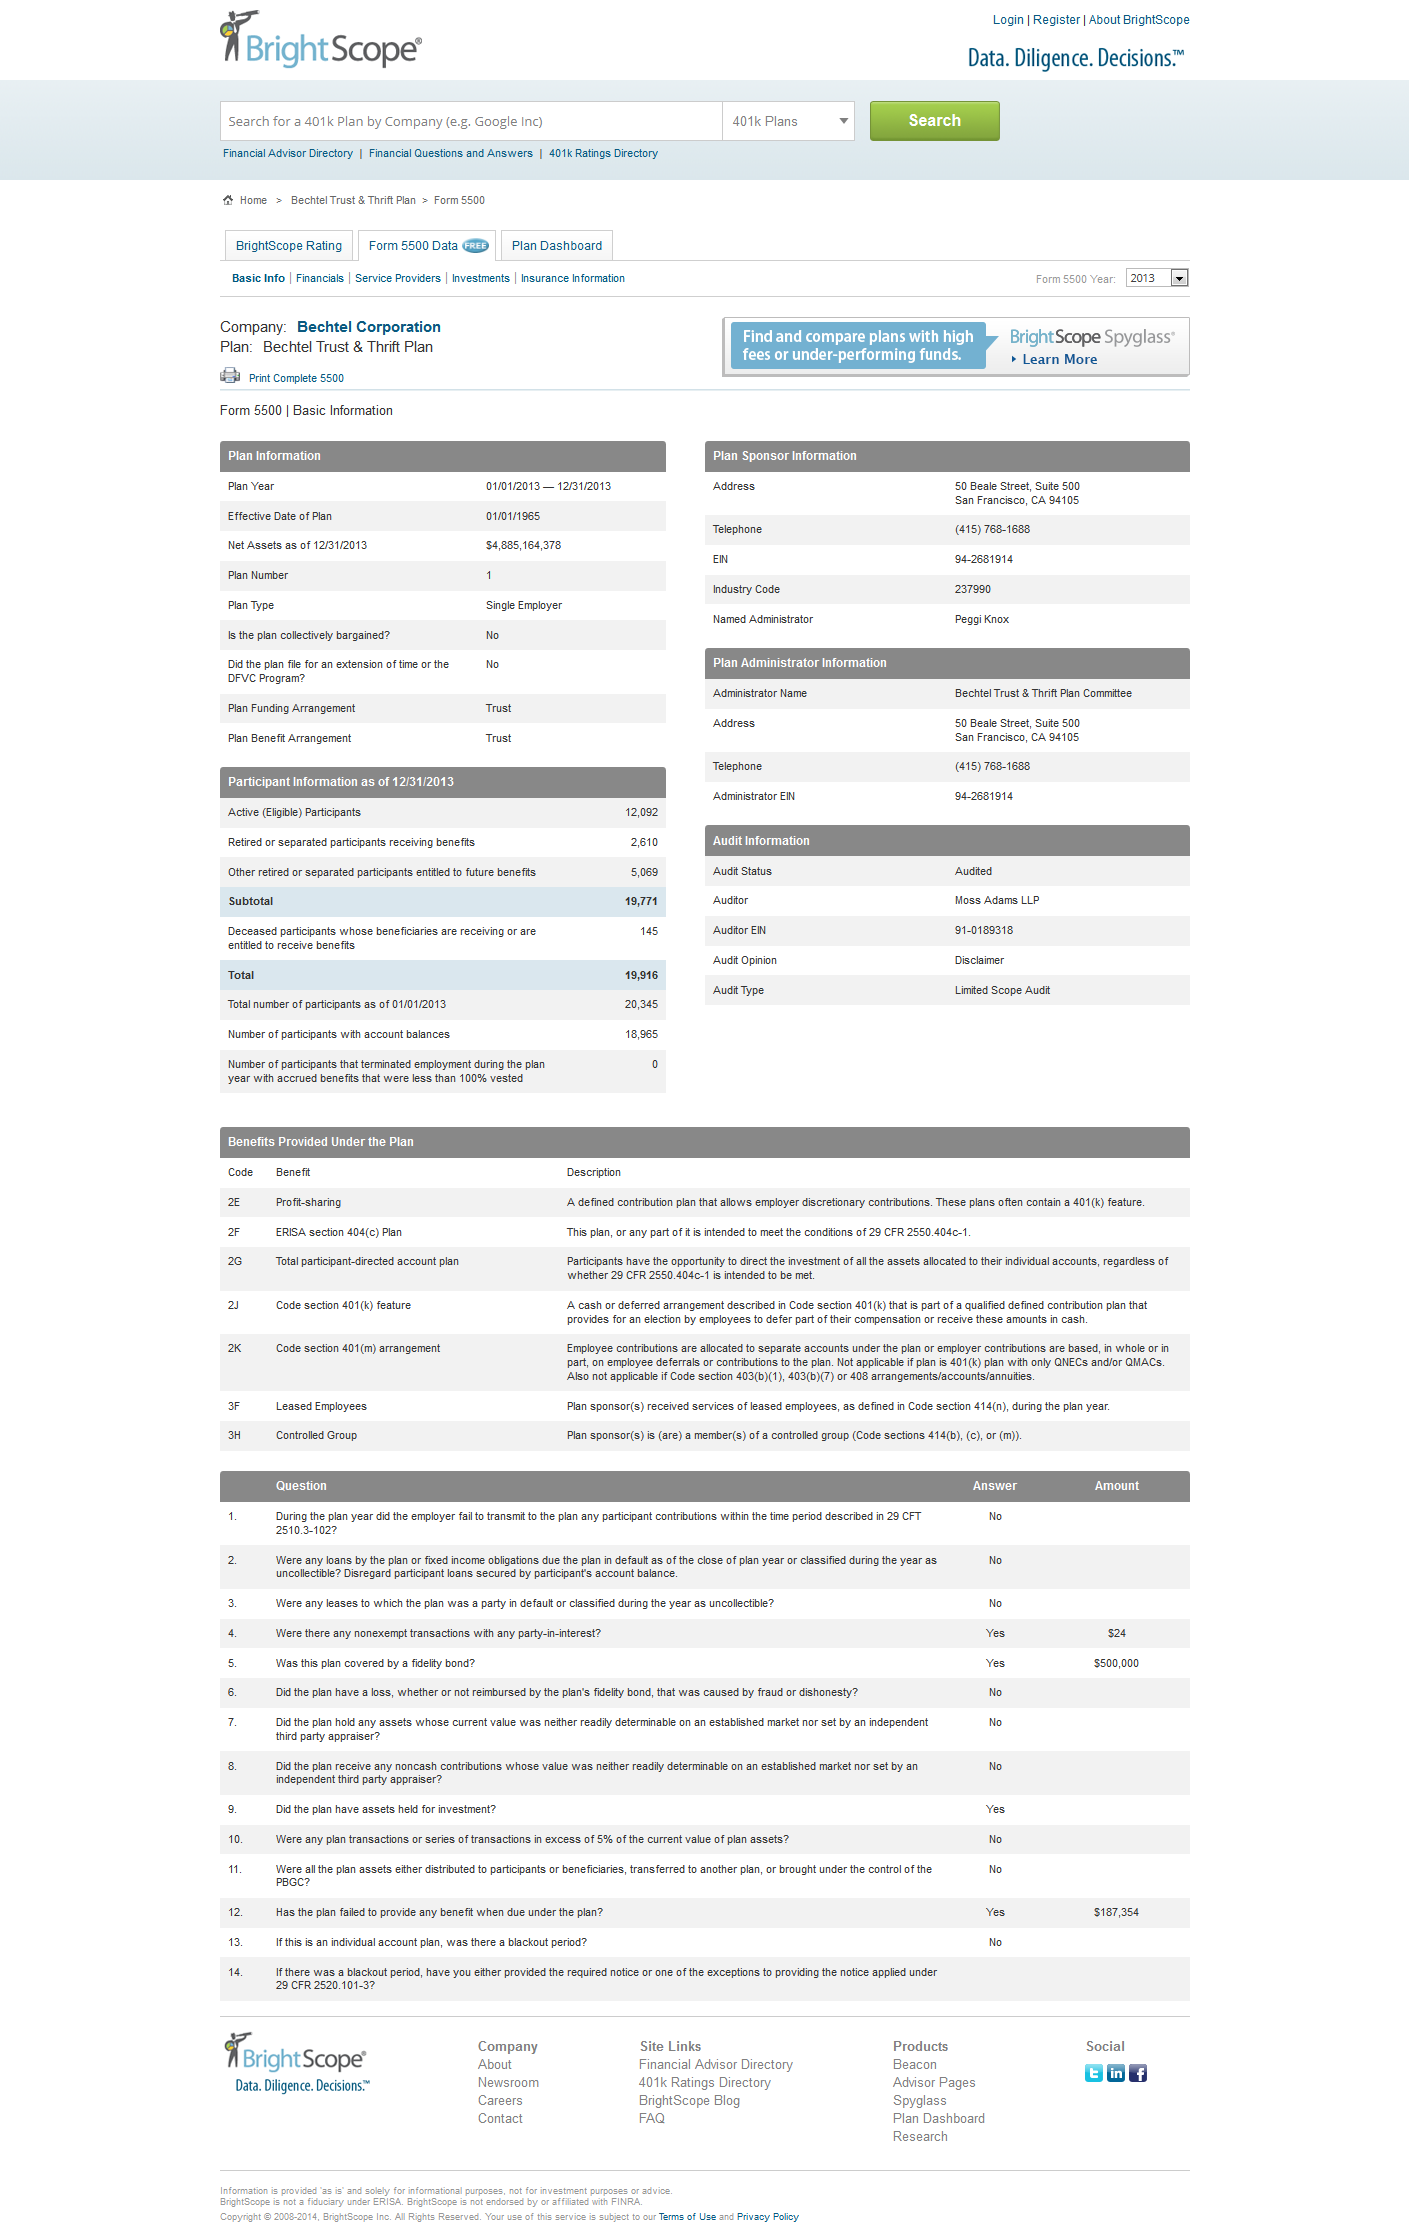 BrightScope®
Login | Register | About BrightScope
Data. Diligence. Decisions.™
Search for a 401k Plan by Company (e.g. Google Inc)
401k Plans
Search
Financial Advisor Directory | Financial Questions and Answers | 401k Ratings Directory
Home > Bechtel Trust & Thrift Plan > Form 5500
BrightScope Rating
Form 5500 Data FREE
Plan Dashboard
Basic Info | Financials | Service Providers | Investments | Insurance Information
Form 5500 Year: 2013
Company: Bechtel Corporation
Plan: Bechtel Trust & Thrift Plan
Print Complete 5500
Find and compare plans with high
fees or under-performing funds.
BrightScope Spyglass®
Learn More
Form 5500 | Basic Information
Plan Information
Plan Year 01/01/2013 — 12/31/2013
Effective Date of Plan 01/01/1965
Net Assets as of 12/31/2013 $4,885,164,378
Plan Number 1
Plan Type Single Employer
Is the plan collectively bargained? No
Did the plan file for an extension of time or the No
DFVC Program?
Plan Funding Arrangement Trust
Plan Benefit Arrangement Trust
Participant Information as of 12/31/2013
Active (Eligible) Participants 12,092
Retired or separated participants receiving benefits 2,610
Other retired or separated participants entitled to future benefits 5,069
Subtotal 19,771
Deceased participants whose beneficiaries are receiving or are 145
entitled to receive benefits
Total 19,916
Total number of participants as of 01/01/2013 20,345
Number of participants with account balances 18,965
Number of participants that terminated employment during the plan 0
year with accrued benefits that were less than 100% vested
Plan Sponsor Information
Address 50 Beale Street, Suite 500
San Francisco, CA 94105
Telephone (415) 768-1688
EIN 94-2681914
Industry Code 237990
Named Administrator Peggi Knox
Plan Administrator Information
Administrator Name Bechtel Trust & Thrift Plan Committee
Address 50 Beale Street, Suite 500
San Francisco, CA 94105
Telephone (415) 768-1688
Administrator EIN 94-2681914
Audit Information
Audit Status Audited
Auditor Moss Adams LLP
Auditor EIN 91-0189318
Audit Opinion Disclaimer
Audit Type Limited Scope Audit
Benefits Provided Under the Plan
Code Benefit Description
2E Profit-sharing A defined contribution plan that allows employer discretionary contributions. These plans often contain a 401(k) feature.
2F ERISA section 404(c) Plan This plan, or any part of it is intended to meet the conditions of 29 CFR 2550.404c-1.
2G Total participant-directed account plan Participants have the opportunity to direct the investment of all the assets allocated to their individual accounts, regardless of
whether 29 CFR 2550.404c-1 is intended to be met.
2J Code section 401(k) feature A cash or deferred arrangement described in Code section 401(k) that is part of a qualified defined contribution plan that
provides for an election by employees to defer part of their compensation or receive these amounts in cash.
2K Code section 401(m) arrangement Employee contributions are allocated to separate accounts under the plan or employer contributions are based, in whole or in
part, on employee deferrals or contributions to the plan. Not applicable if plan is 401(k) plan with only QNECs and/or QMACs.
Also not applicable if Code section 403(b)(1), 403(b)(7) or 408 arrangements/accounts/annuities.
3F Leased Employees Plan sponsor(s) received services of leased employees, as defined in Code section 414(n), during the plan year.
3H Controlled Group Plan sponsor(s) is (are) a member(s) of a controlled group (Code sections 414(b), (c), or (m)).
Question Answer Amount
1. During the plan year did the employer fail to transmit to the plan any participant contributions within the time period described in 29 CFT No
2510.3-102?
2. Were any loans by the plan or fixed income obligations due the plan in default as of the close of plan year or classified during the year as No
uncollectible? Disregard participant loans secured by participant's account balance.
3. Were any leases to which the plan was a party in default or classified during the year as uncollectible? No
4. Were there any nonexempt transactions with any party-in-interest? Yes $24
5. Was this plan covered by a fidelity bond? Yes $500,000
6. Did the plan have a loss, whether or not reimbursed by the plan's fidelity bond, that was caused by fraud or dishonesty? No
7. Did the plan hold any assets whose current value was neither readily determinable on an established market nor set by an independent No
third party appraiser?
8. Did the plan receive any noncash contributions whose value was neither readily determinable on an established market nor set by an No
independent third party appraiser?
9. Did the plan have assets held for investment? Yes
10. Were any plan transactions or series of transactions in excess of 5% of the current value of plan assets? No
11. Were all the plan assets either distributed to participants or beneficiaries, transferred to another plan, or brought under the control of the No
PBGC?
12. Has the plan failed to provide any benefit when due under the plan? Yes $187,354
13. If this is an individual account plan, was there a blackout period? No
14. If there was a blackout period, have you either provided the required notice or one of the exceptions to providing the notice applied under
29 CFR 2520.101-3?
BrightScope®
Data. Diligence. Decisions.™
Company
About
Newsroom
Careers
Contact
Site Links
Financial Advisor Directory
401k Ratings Directory
BrightScope Blog
FAQ
Products
Beacon
Advisor Pages
Spyglass
Plan Dashboard
Research
Social
t in f
Information is provided 'as is' and solely for informational purposes, not for investment purposes or advice.
BrightScope is not a fiduciary under ERISA. BrightScope is not endorsed by or affiliated with FINRA.
Copyright © 2008-2014, BrightScope Inc. All Rights Reserved. Your use of this service is subject to our Terms of Use and Privacy Policy